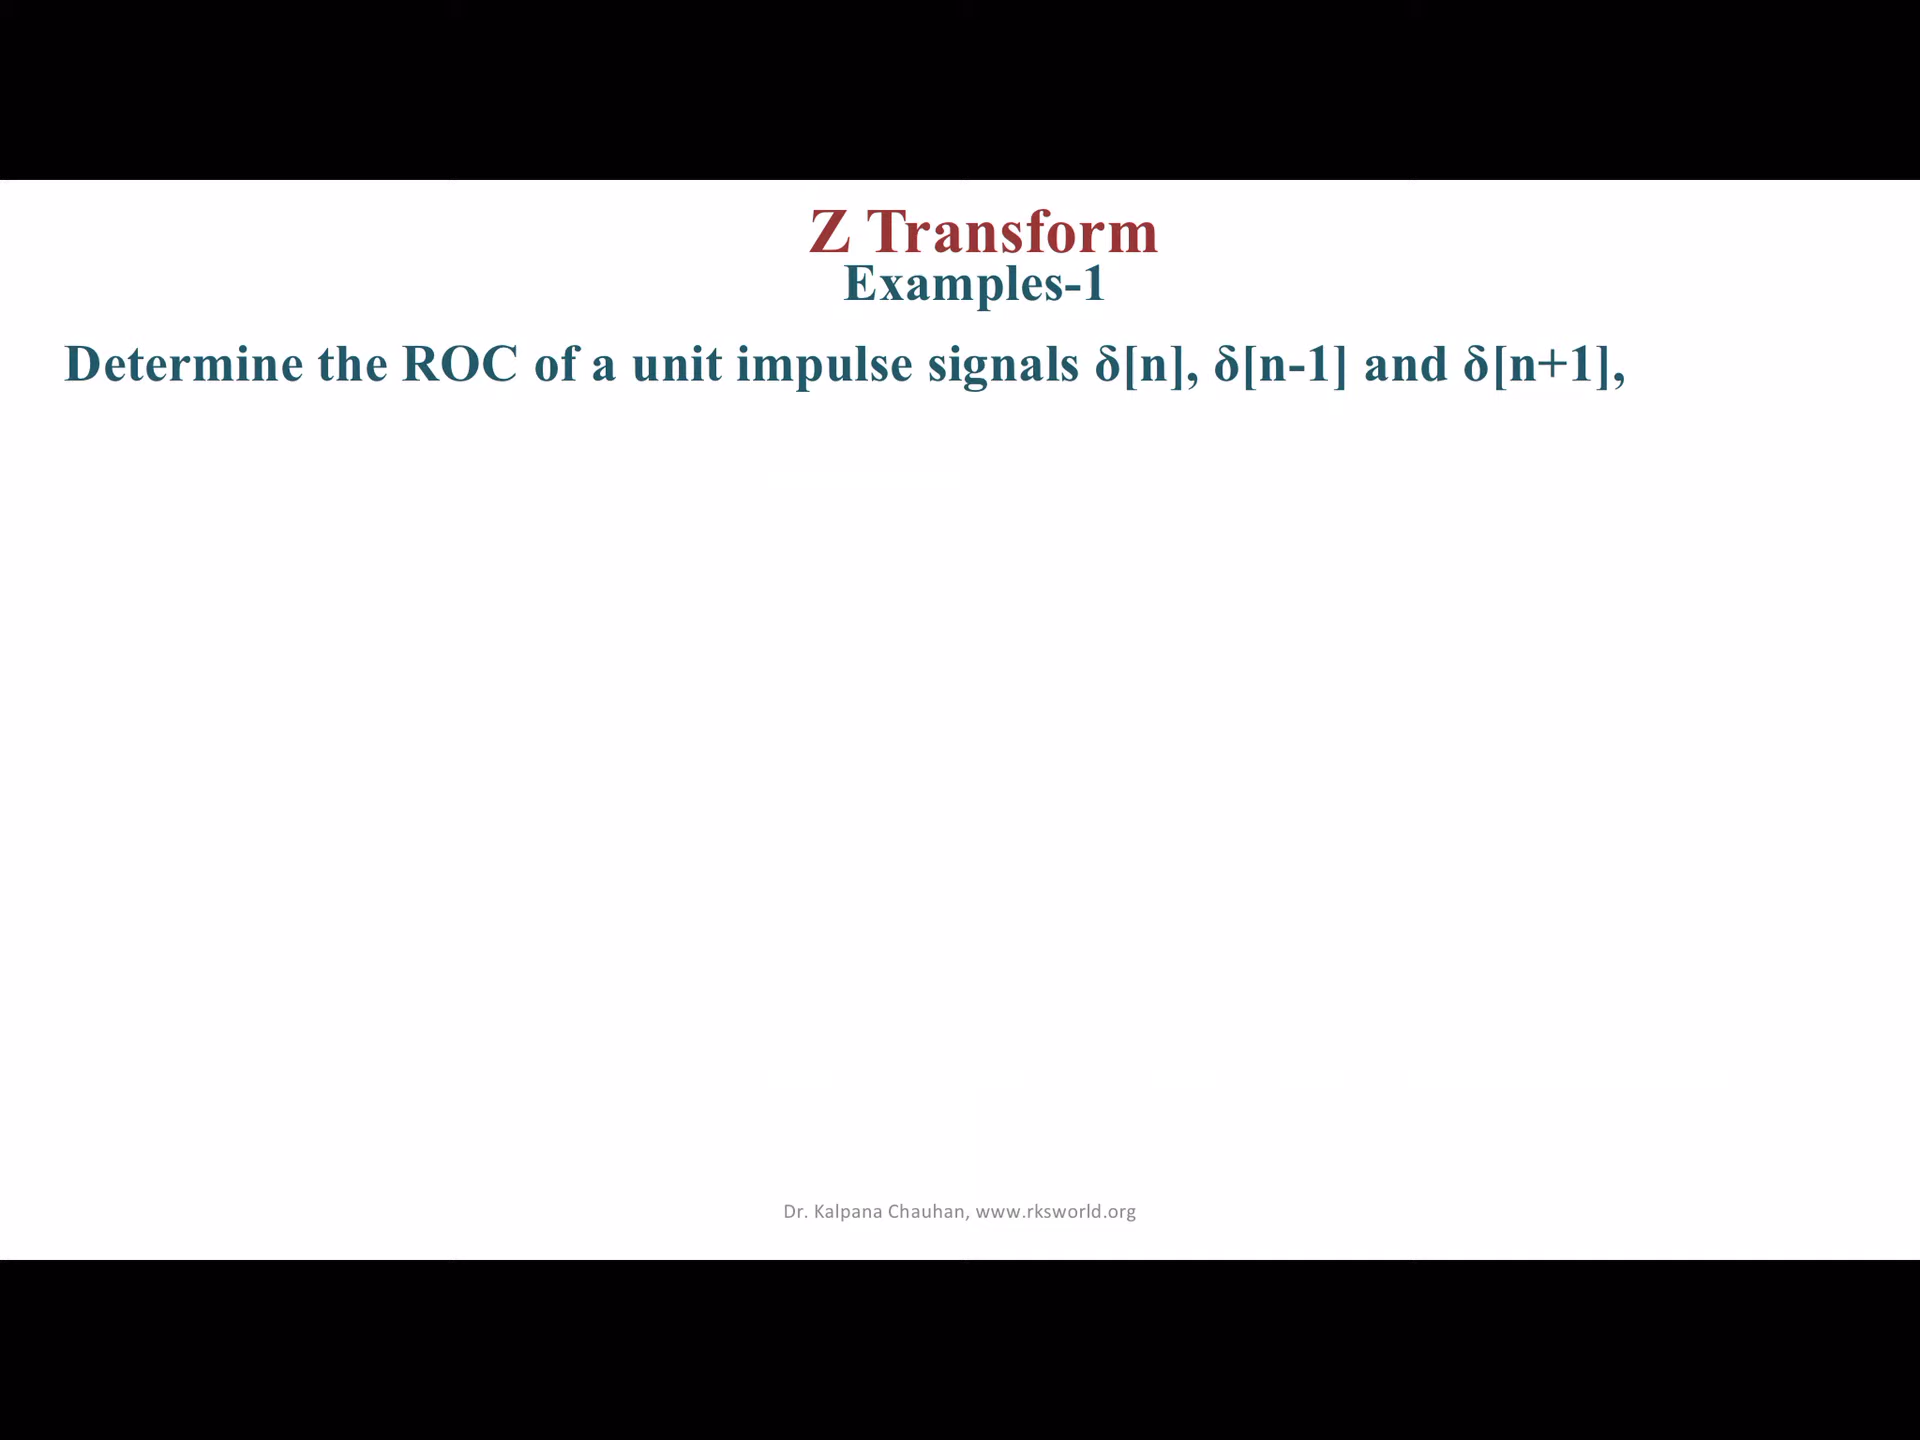 Z Transform
Examples-1
Determine the ROC of a unit impulse signals δ[n], δ[n-1] and δ[n+1],
Dr. Kalpana Chauhan, www.rksworld.org